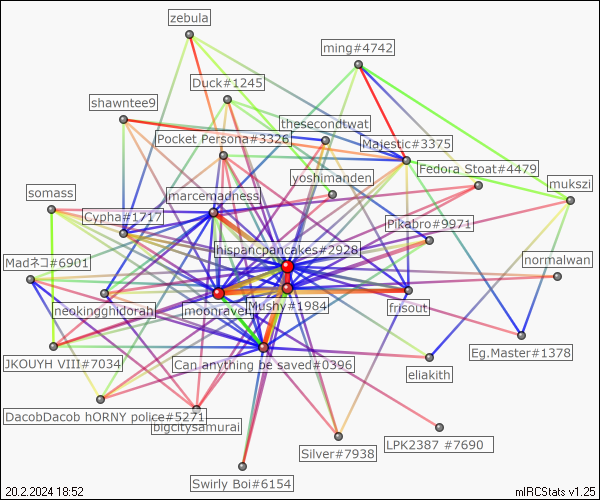 zebula
ming#4742
Duck#1245
shawntee9
thesecondtwat
Pocket Persona#3326
Majestic#3375
Fedora Stoat#4479
yoshimanden
mukszi
somass
marcemadness
Cypha#1717
Pikabro#9971
hispancpancakes#2928
Madネコ#6901
normalwan
neokingghidorah
moonraven
Mushy#1984
frisout
Eg.Master#1378
JKOUYH VIII#7034
Can anything be saved#0396
eliakith
DacobDacob hORNY police#5271
bigcitysamurai
LPK2387 #7690
Silver#7938
Swirly Boi#6154
20.2.2024 18:52
mIRCStats v1.25